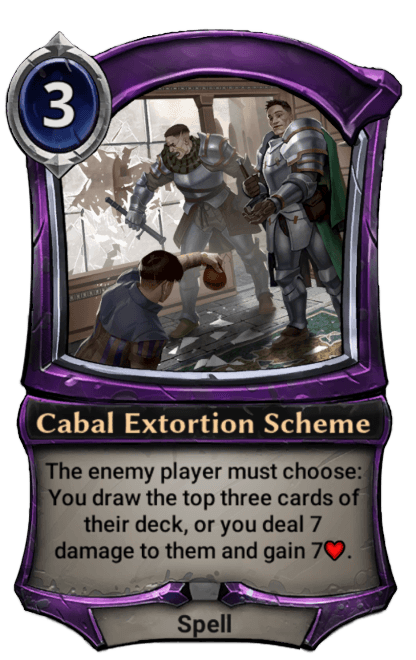 3
Cabal Extortion Scheme
The enemy player must choose:
You draw the top three cards of
their deck, or you deal 7
damage to them and gain 7❤.
Spell